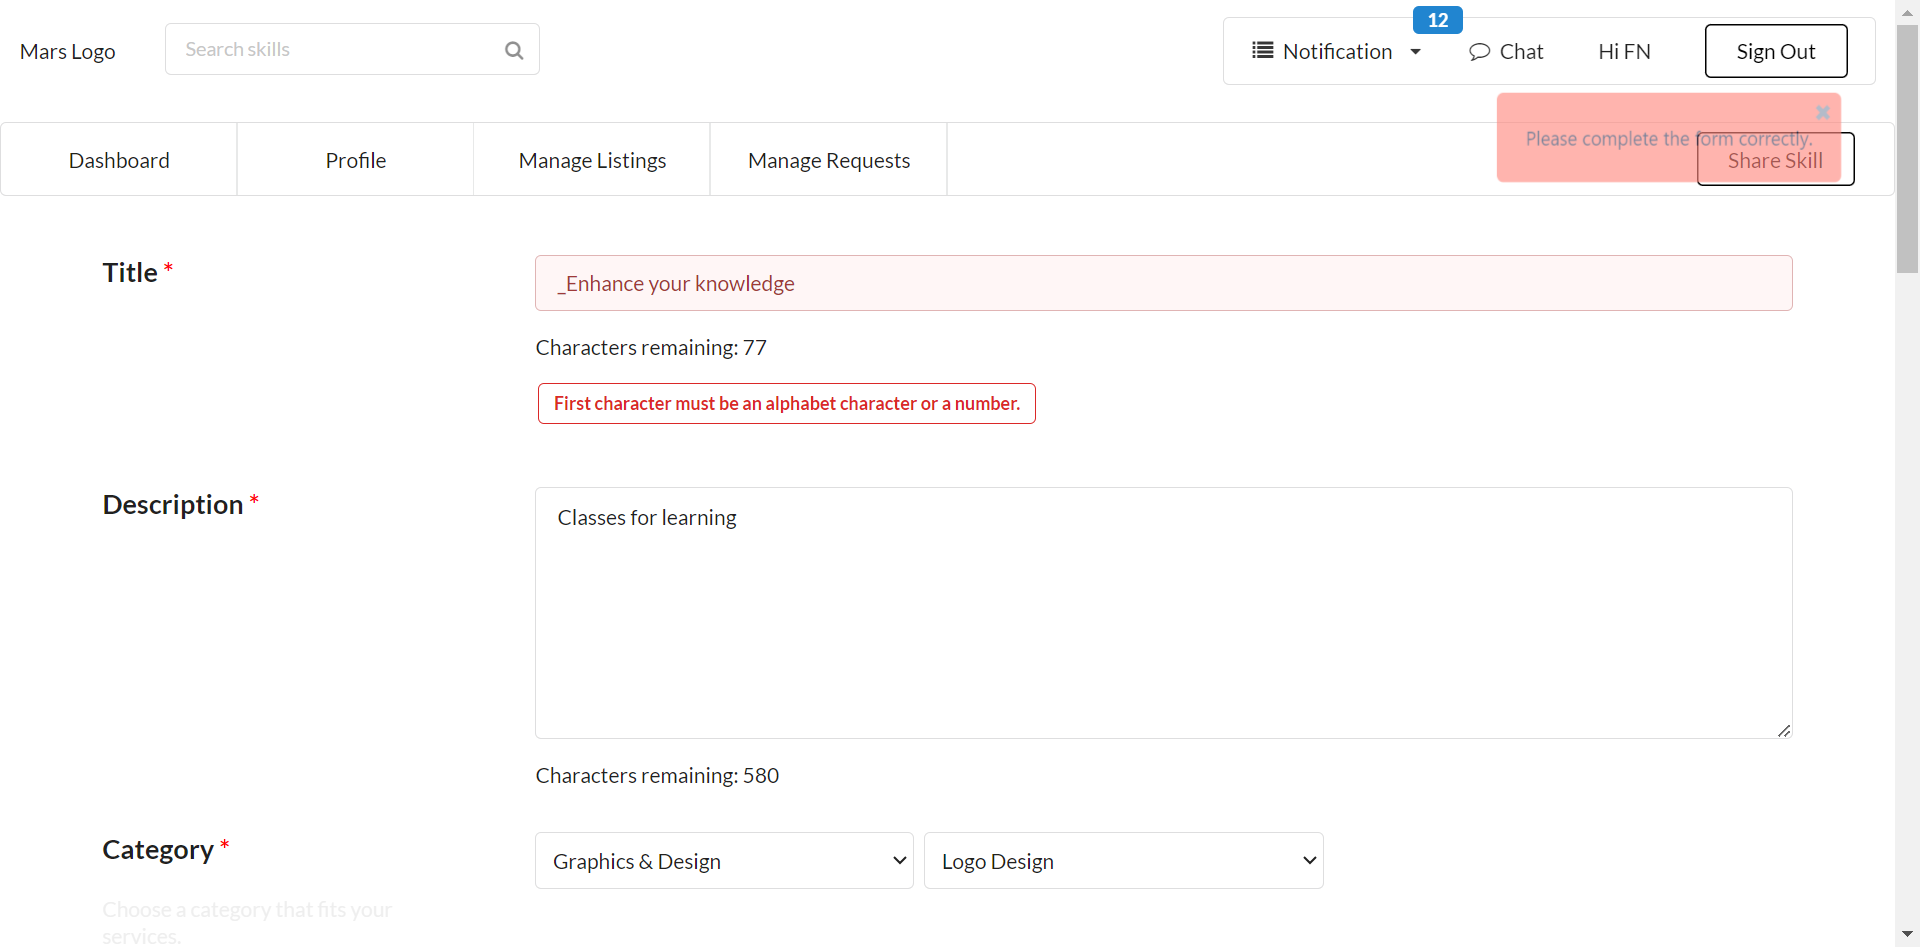 Mars Logo
Search skills
12
Notification
Chat
Hi FN
Sign Out
Please complete the form correctly.
Dashboard
Profile
Manage Listings
Manage Requests
Share Skill
Title *
_Enhance your knowledge
Characters remaining: 77
First character must be an alphabet character or a number.
Description *
Classes for learning
Characters remaining: 580
Category *
Graphics & Design
Logo Design
Choose a category that fits your
services.